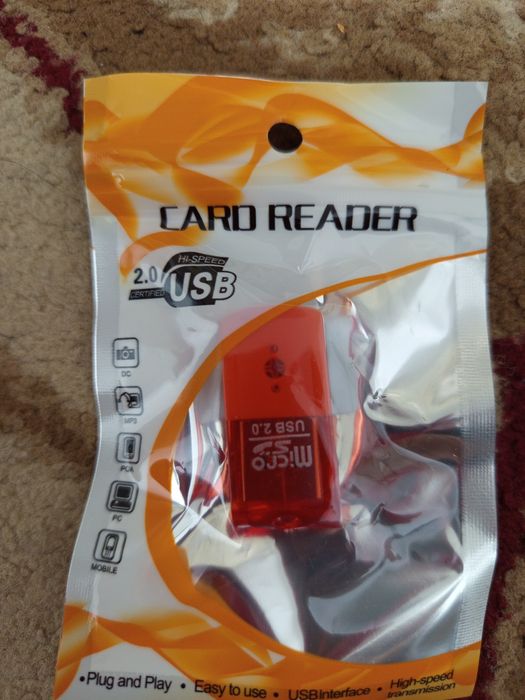 CARD READER
HI-SPEED
2.0 USB
CERTIFIED
DC
MP3
PDA
PC
MOBILE
micro
USB 2.0
•Plug and Play •Easy to use •USB Interface •High-speed
transmission